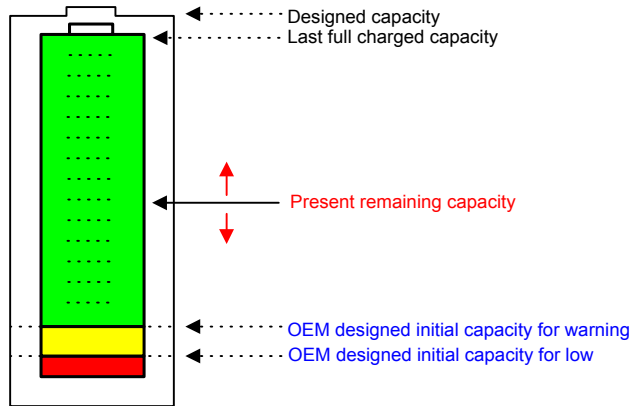 Designed capacity
Last full charged capacity
Present remaining capacity
OEM designed initial capacity for warning
OEM designed initial capacity for low